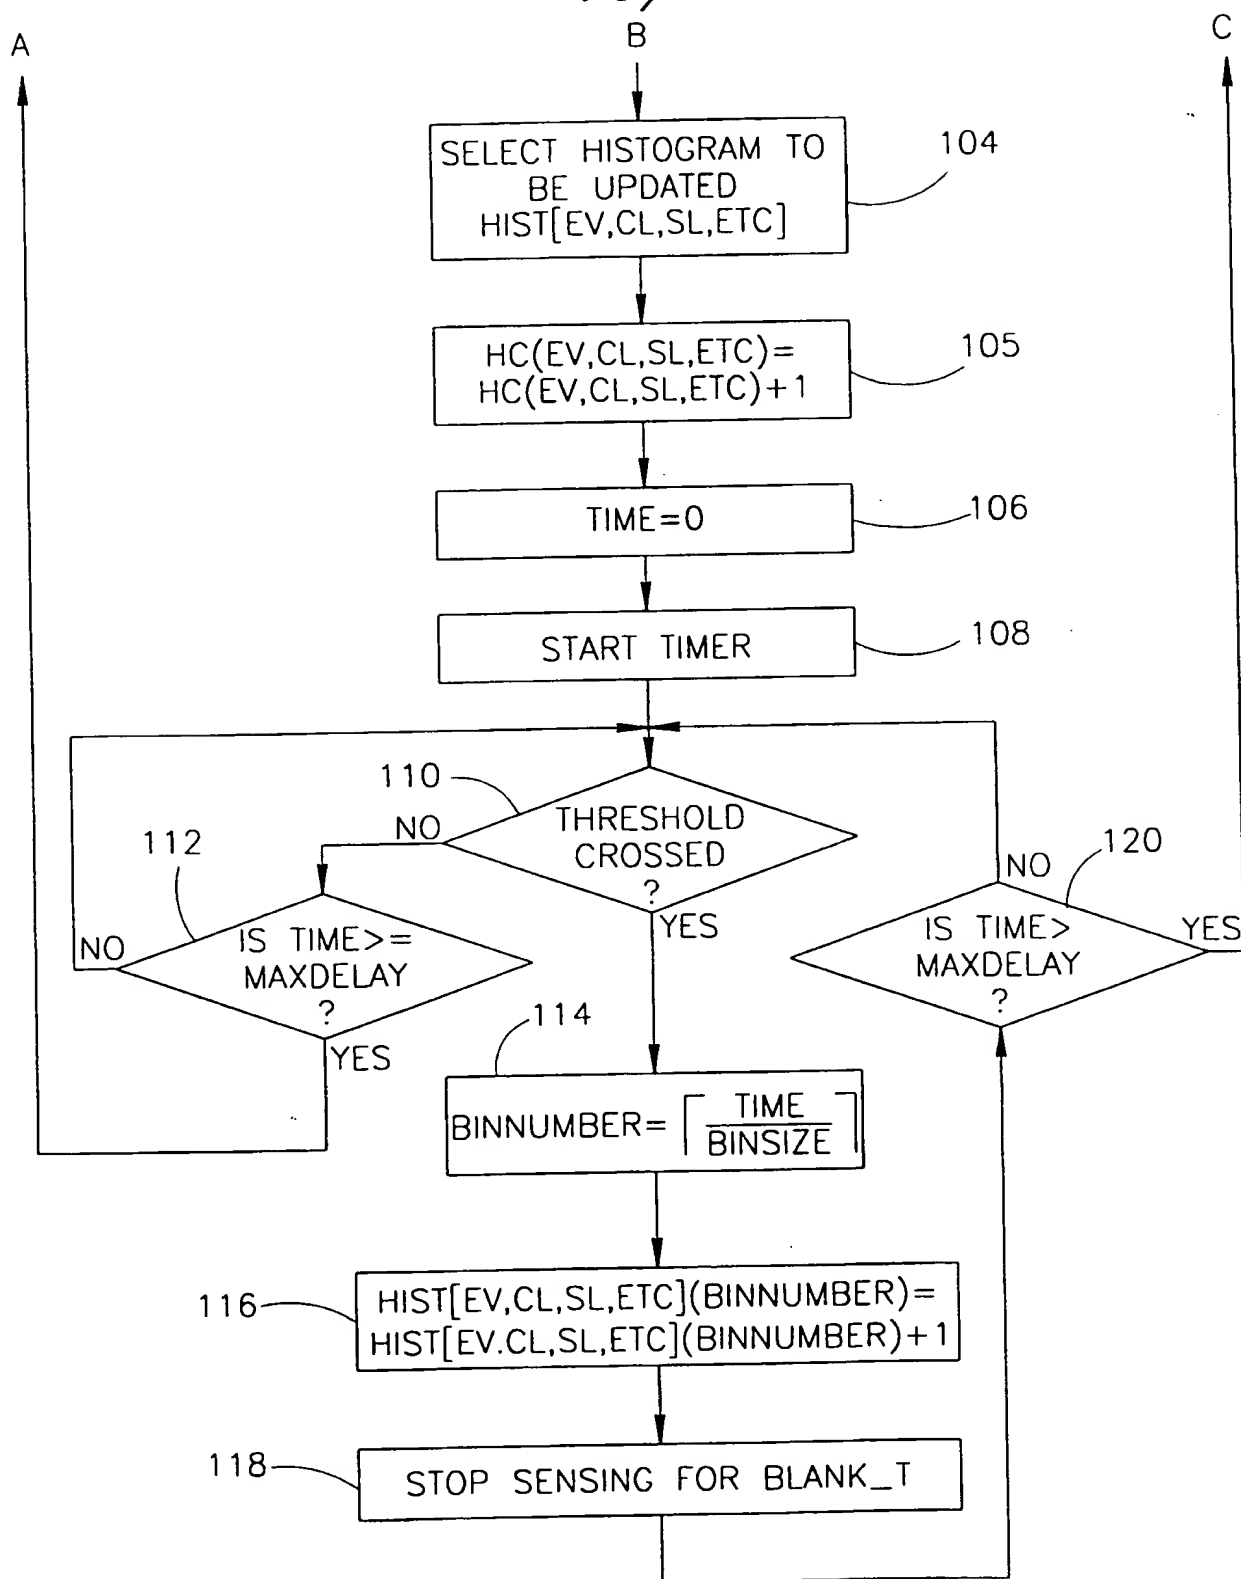 A
B
C
SELECT HISTOGRAM TO
BE UPDATED
HIST[EV,CL,SL,ETC]
104
HC(EV,CL,SL,ETC)=
HC(EV,CL,SL,ETC)+1
105
TIME=0
106
START TIMER
108
110
THRESHOLD
CROSSED
?
NO
YES
112
IS TIME>=
MAXDELAY
?
NO
YES
120
NO
IS TIME>
MAXDELAY
?
YES
114
BINNUMBER=⌈TIME
BINSIZE⌉
116
HIST[EV,CL,SL,ETC](BINNUMBER)=
HIST[EV.CL,SL,ETC](BINNUMBER)+1
118
STOP SENSING FOR BLANK_T